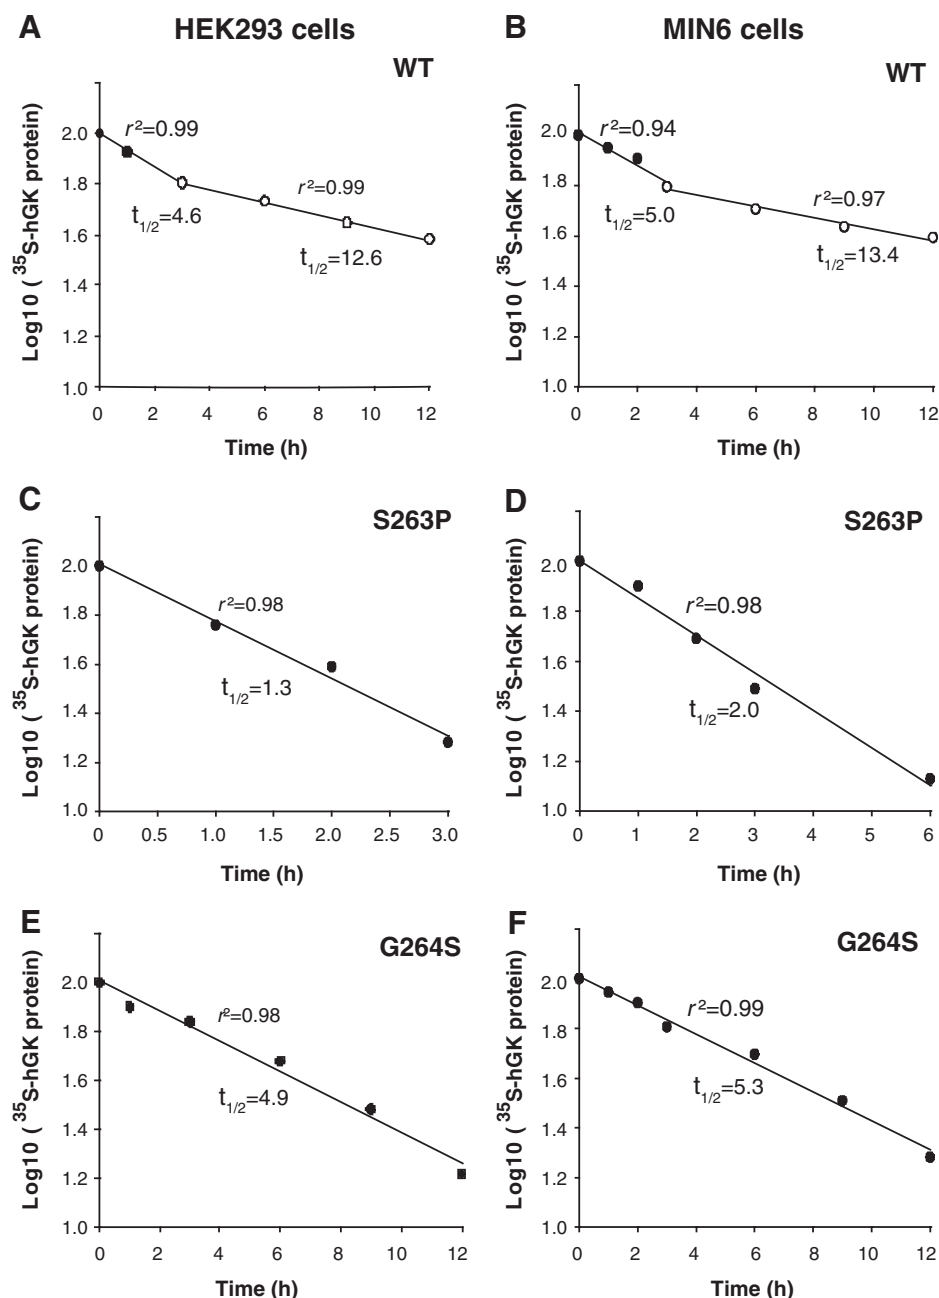 A HEK293 cells
B MIN6 cells
WT
Log10 ( 35S-hGK protein)
2.0
1.8
1.6
1.4
1.2
1.0
r²=0.99
t1/2=4.6
r²=0.99
t1/2=12.6
0 2 4 6 8 10 12
Time (h)
WT
Log10 ( 35S-hGK protein)
2.0
1.8
1.6
1.4
1.2
1.0
r²=0.94
t1/2=5.0
r²=0.97
t1/2=13.4
0 2 4 6 8 10 12
Time (h)
C
S263P
Log10 ( 35S-hGK protein)
2.0
1.8
1.6
1.4
1.2
1.0
r²=0.98
t1/2=1.3
0 0.5 1.0 1.5 2.0 2.5 3.0
Time (h)
D
S263P
Log10 ( 35S-hGK protein)
2.0
1.8
1.6
1.4
1.2
1.0
r²=0.98
t1/2=2.0
0 1 2 3 4 5 6
Time (h)
E
G264S
Log10 ( 35S-hGK protein)
2.0
1.8
1.6
1.4
1.2
1.0
r²=0.98
t1/2=4.9
0 2 4 6 8 10 12
Time (h)
F
G264S
Log10 ( 35S-hGK protein)
2.0
1.8
1.6
1.4
1.2
1.0
r²=0.99
t1/2=5.3
0 2 4 6 8 10 12
Time (h)